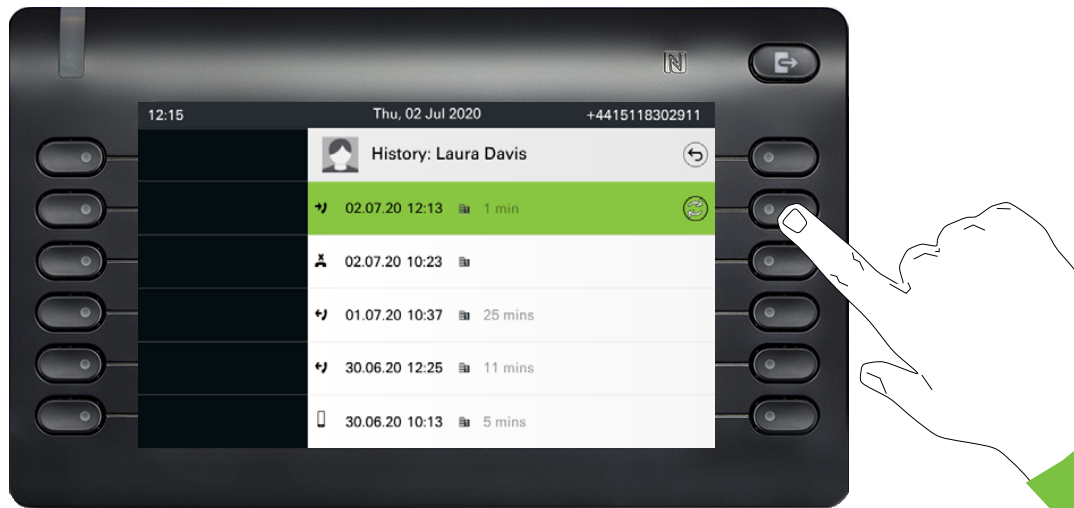 12:15 Thu, 02 Jul 2020 +4415118302911
History: Laura Davis
02.07.20 12:13 1 min
02.07.20 10:23
01.07.20 10:37 25 mins
30.06.20 12:25 11 mins
30.06.20 10:13 5 mins